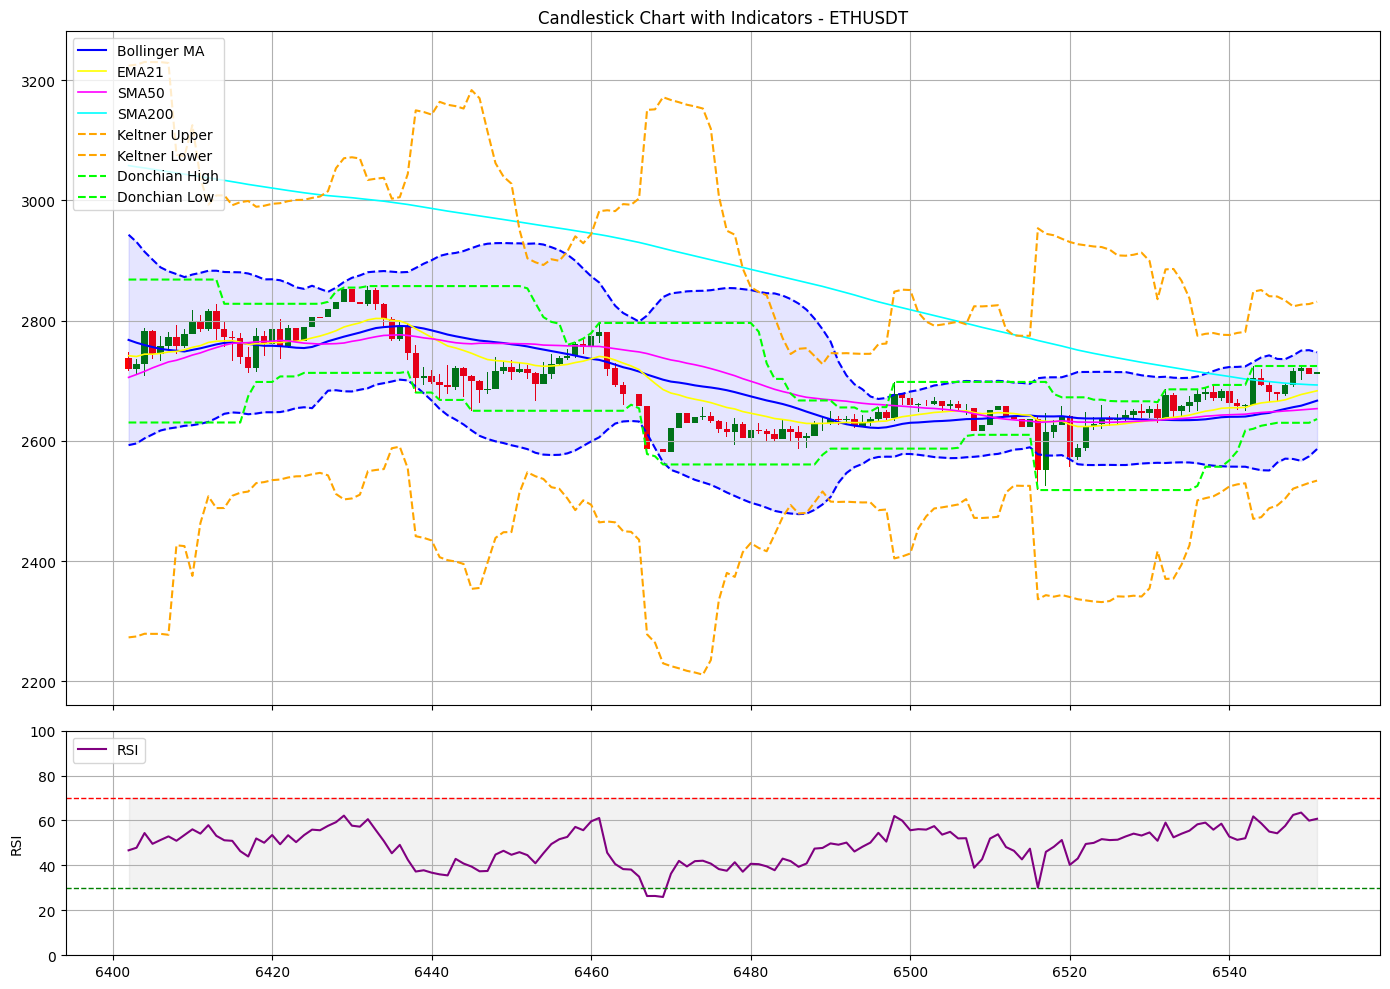 Candlestick Chart with Indicators - ETHUSDT
Bollinger MA
EMA21
SMA50
SMA200
Keltner Upper
Keltner Lower
Donchian High
Donchian Low
3200
3000
2800
2600
2400
2200
RSI
100
80
60
40
20
0
RSI
6400 6420 6440 6460 6480 6500 6520 6540